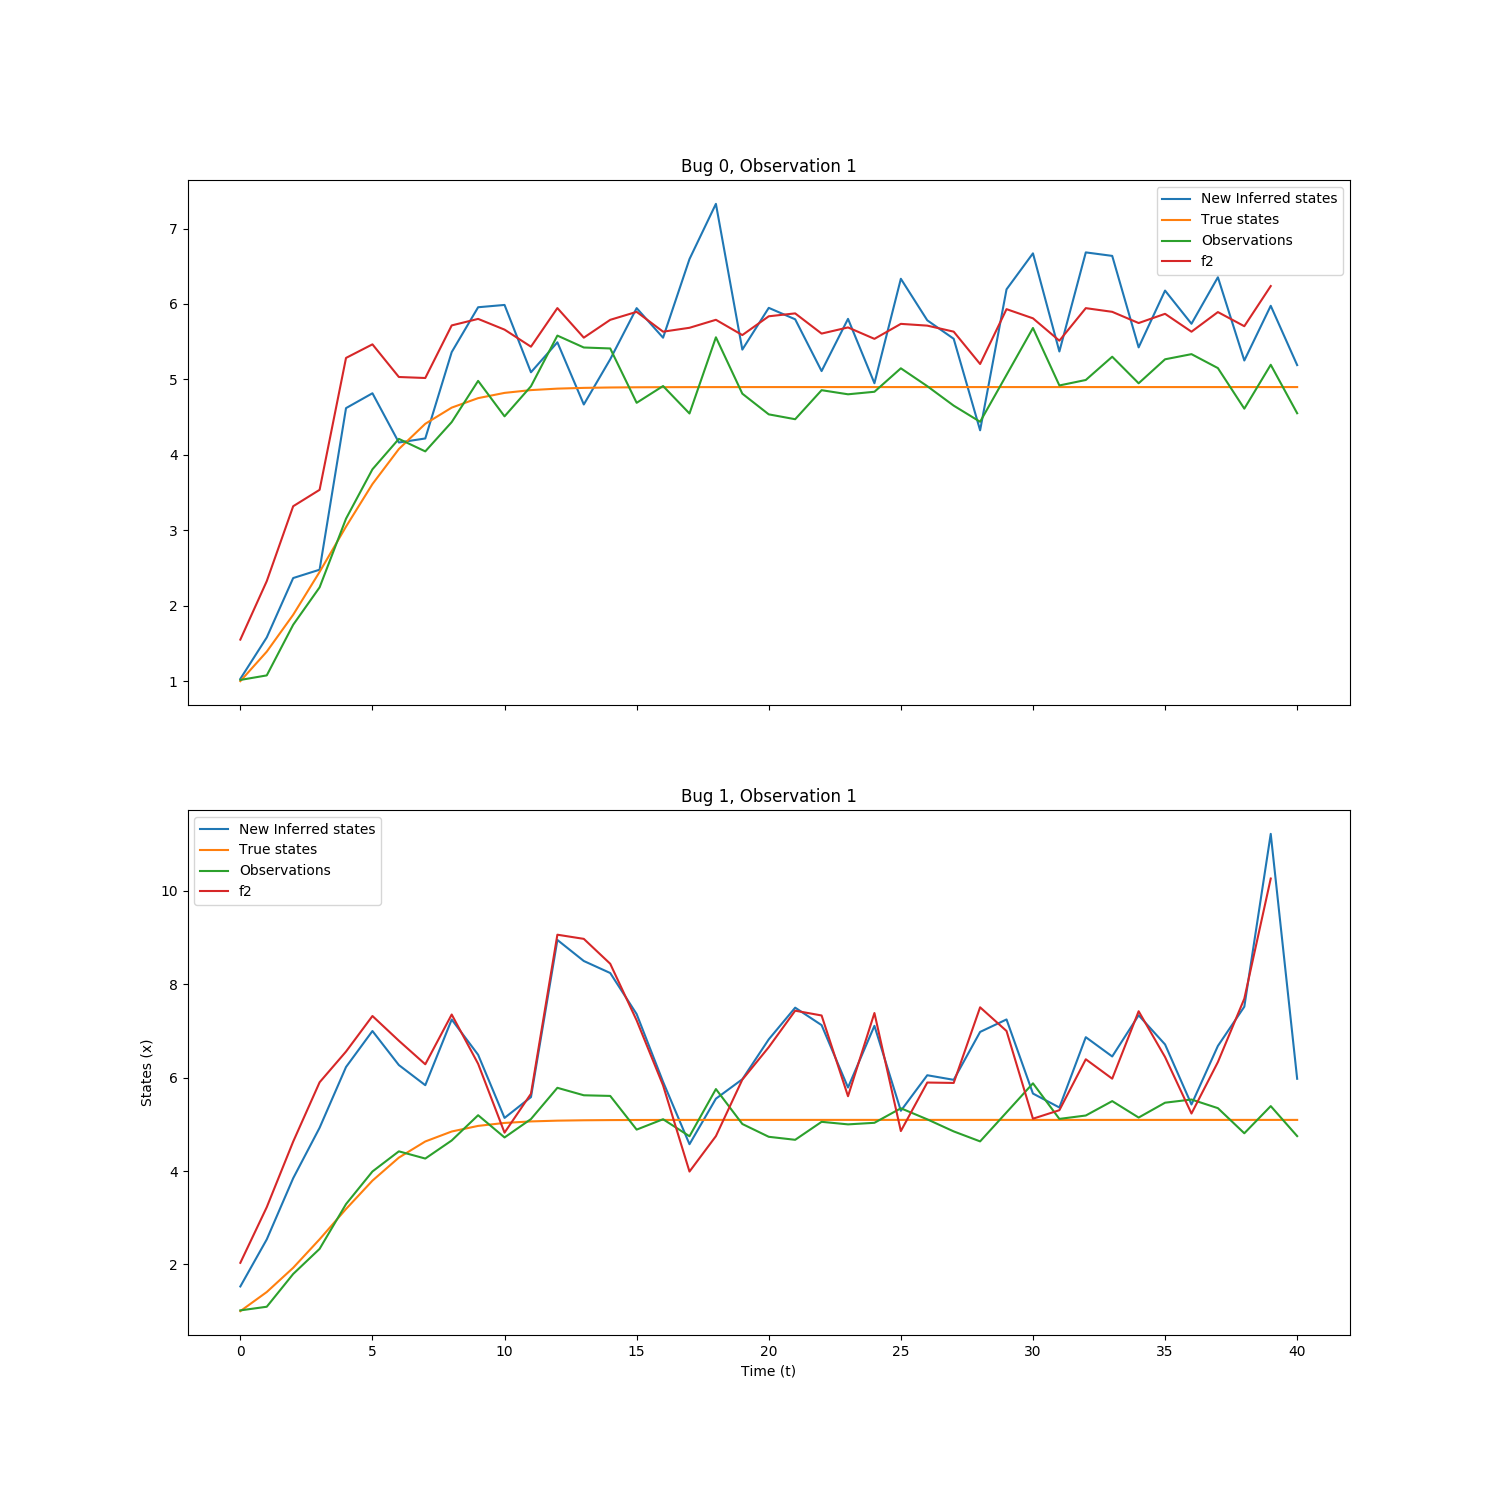 Bug 0, Observation 1
New Inferred states
True states
Observations
f2
7
6
5
4
3
2
1
Bug 1, Observation 1
New Inferred states
True states
Observations
f2
10
8
6
4
2
States (x)
0 5 10 15 20 25 30 35 40
Time (t)